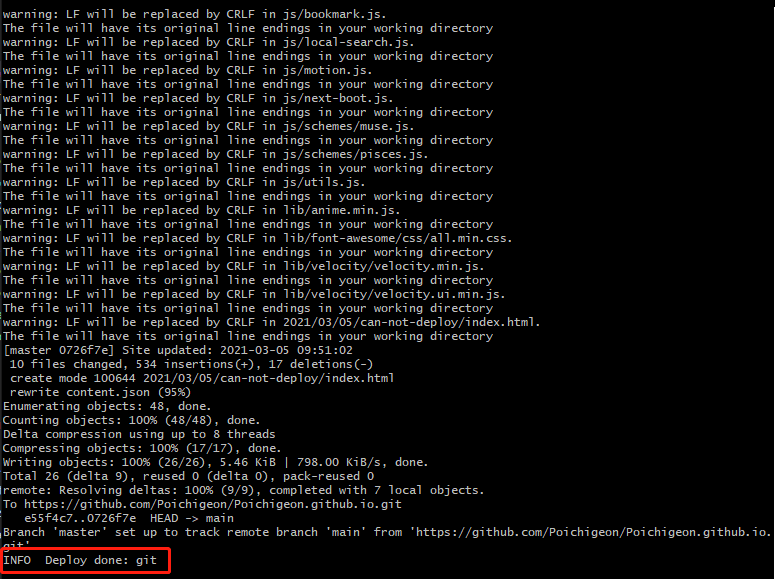 warning: LF will be replaced by CRLF in js/bookmark.js.
The file will have its original line endings in your working directory
warning: LF will be replaced by CRLF in js/local-search.js.
The file will have its original line endings in your working directory
warning: LF will be replaced by CRLF in js/motion.js.
The file will have its original line endings in your working directory
warning: LF will be replaced by CRLF in js/next-boot.js.
The file will have its original line endings in your working directory
warning: LF will be replaced by CRLF in js/schemes/muse.js.
The file will have its original line endings in your working directory
warning: LF will be replaced by CRLF in js/schemes/pisces.js.
The file will have its original line endings in your working directory
warning: LF will be replaced by CRLF in js/utils.js.
The file will have its original line endings in your working directory
warning: LF will be replaced by CRLF in lib/anime.min.js.
The file will have its original line endings in your working directory
warning: LF will be replaced by CRLF in lib/font-awesome/css/all.min.css.
The file will have its original line endings in your working directory
warning: LF will be replaced by CRLF in lib/velocity/velocity.min.js.
The file will have its original line endings in your working directory
warning: LF will be replaced by CRLF in lib/velocity/velocity.ui.min.js.
The file will have its original line endings in your working directory
warning: LF will be replaced by CRLF in 2021/03/05/can-not-deploy/index.html.
The file will have its original line endings in your working directory
[master 0726f7e] Site updated: 2021-03-05 09:51:02
 10 files changed, 534 insertions(+), 17 deletions(-)
 create mode 100644 2021/03/05/can-not-deploy/index.html
 rewrite content.json (95%)
Enumerating objects: 48, done.
Counting objects: 100% (48/48), done.
Delta compression using up to 8 threads
Compressing objects: 100% (17/17), done.
Writing objects: 100% (26/26), 5.46 KiB | 798.00 KiB/s, done.
Total 26 (delta 9), reused 0 (delta 0), pack-reused 0
remote: Resolving deltas: 100% (9/9), completed with 7 local objects.
To https://github.com/Poichigeon/Poichigeon.github.io.git
   e55f4c7..0726f7e  HEAD -> main
Branch 'master' set up to track remote branch 'main' from 'https://github.com/Poichigeon/Poichigeon.github.io.
git'.
INFO  Deploy done: git